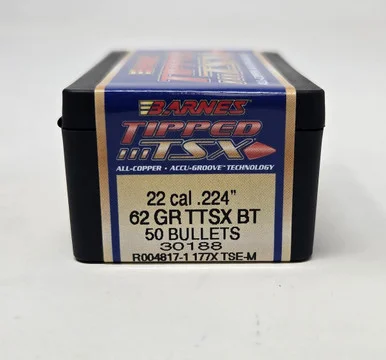 BARNES
TIPPED
TSX
ALL-COPPER • ACCU-GROOVE™ TECHNOLOGY
22 cal .224"
62 GR TTSX BT
50 BULLETS
30188
R004817-1 177X TSE-M